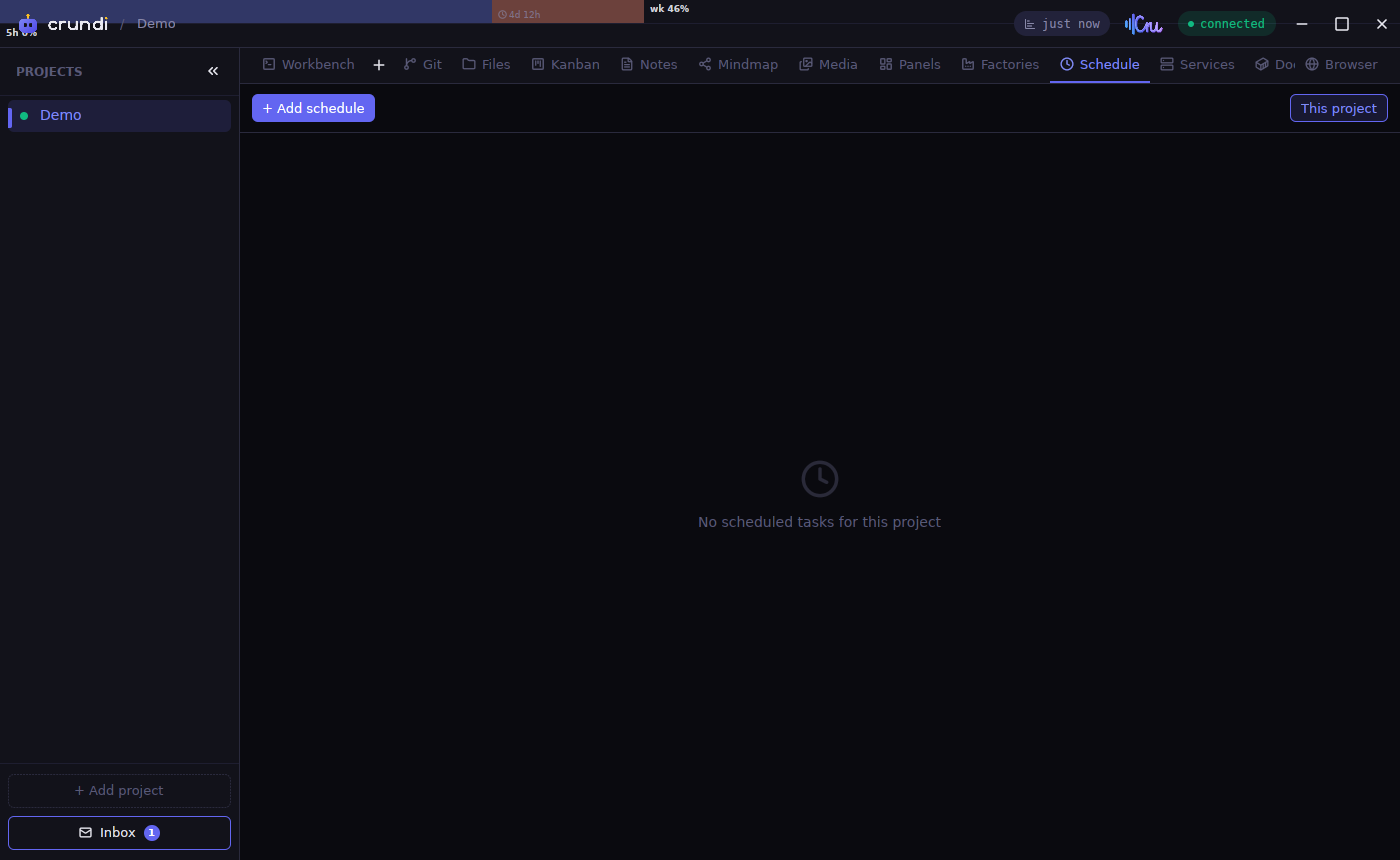 4d 12h
wk 46%
5h 6%
crundi / Demo
just now
Cru
connected
PROJECTS
Workbench
Git
Files
Kanban
Notes
Mindmap
Media
Panels
Factories
Schedule
Services
Do
Browser
Demo
+ Add schedule
This project
No scheduled tasks for this project
+ Add project
Inbox 1